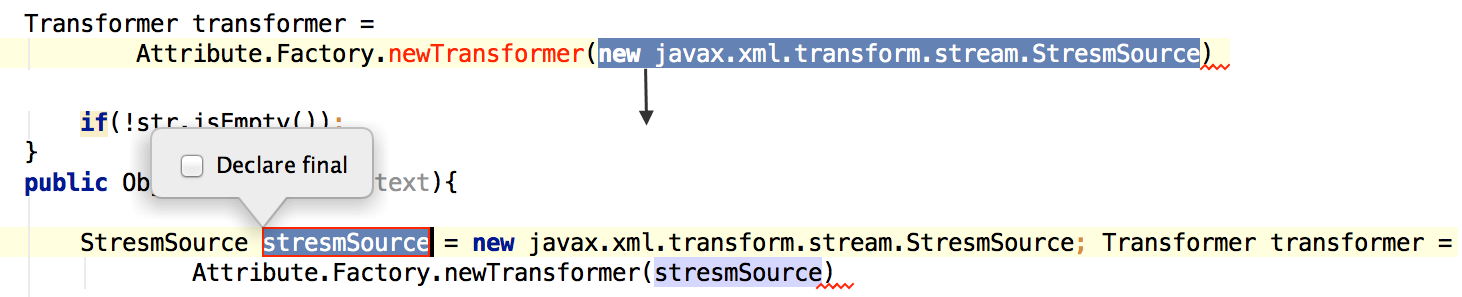 Transformer transformer =
Attribute.Factory.newTransformer(new javax.xml.transform.stream.StresmSource)
if(!str.isEmpty());
}
Declare final
public Ob text){
StresmSource stresmSource = new javax.xml.transform.stream.StresmSource; Transformer transformer =
Attribute.Factory.newTransformer(stresmSource)